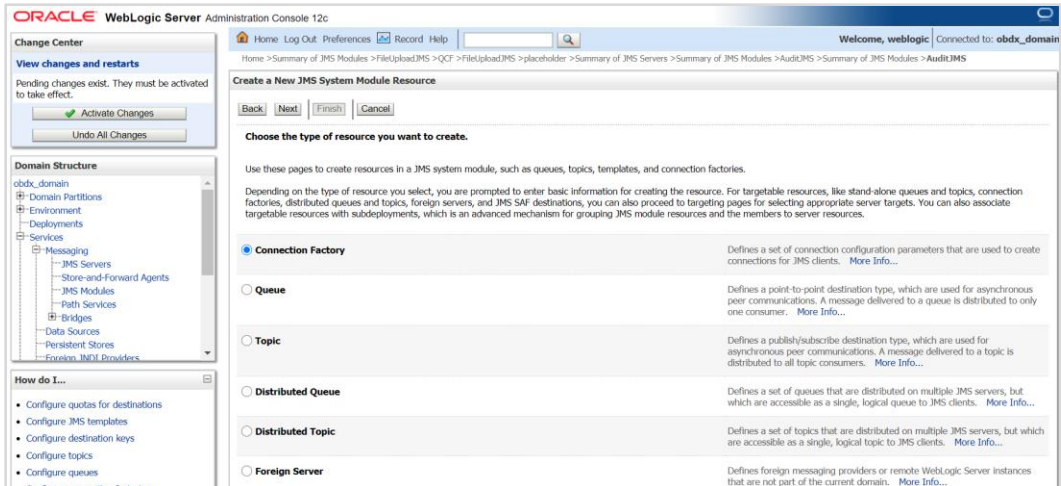 ORACLE WebLogic Server Administration Console 12c
Change Center
View changes and restarts
Pending changes exist. They must be activated
to take effect.
Activate Changes
Undo All Changes
Domain Structure
obdx_domain
Domain Partitions
Environment
Deployments
Services
Messaging
JMS Servers
Store-and-Forward Agents
JMS Modules
Path Services
Bridges
Data Sources
Persistent Stores
Foreign JNDI Providers
How do I...
Configure quotas for destinations
Configure JMS templates
Configure destination keys
Configure topics
Configure queues
Home Log Out Preferences Record Help
Welcome, weblogic Connected to: obdx_domain
Home >Summary of JMS Modules >FileUploadJMS >QCF >FileUploadJMS >placeholder >Summary of JMS Servers >Summary of JMS Modules >AuditJMS >Summary of JMS Modules >AuditJMS
Create a New JMS System Module Resource
Back Next Finish Cancel
Choose the type of resource you want to create.
Use these pages to create resources in a JMS system module, such as queues, topics, templates, and connection factories.
Depending on the type of resource you select, you are prompted to enter basic information for creating the resource. For targetable resources, like stand-alone queues and topics, connection
factories, distributed queues and topics, foreign servers, and JMS SAF destinations, you can also proceed to targeting pages for selecting appropriate server targets. You can also associate
targetable resources with subdeployments, which is an advanced mechanism for grouping JMS module resources and the members to server resources.
Connection Factory
Defines a set of connection configuration parameters that are used to create
connections for JMS clients. More Info...
Queue
Defines a point-to-point destination type, which are used for asynchronous
peer communications. A message delivered to a queue is distributed to only
one consumer. More Info...
Topic
Defines a publish/subscribe destination type, which are used for
asynchronous peer communications. A message delivered to a topic is
distributed to all topic consumers. More Info...
Distributed Queue
Defines a set of queues that are distributed on multiple JMS servers, but
which are accessible as a single, logical queue to JMS clients. More Info...
Distributed Topic
Defines a set of topics that are distributed on multiple JMS servers, but which
are accessible as a single, logical topic to JMS clients. More Info...
Foreign Server
Defines foreign messaging providers or remote WebLogic Server instances
that are not part of the current domain. More Info...